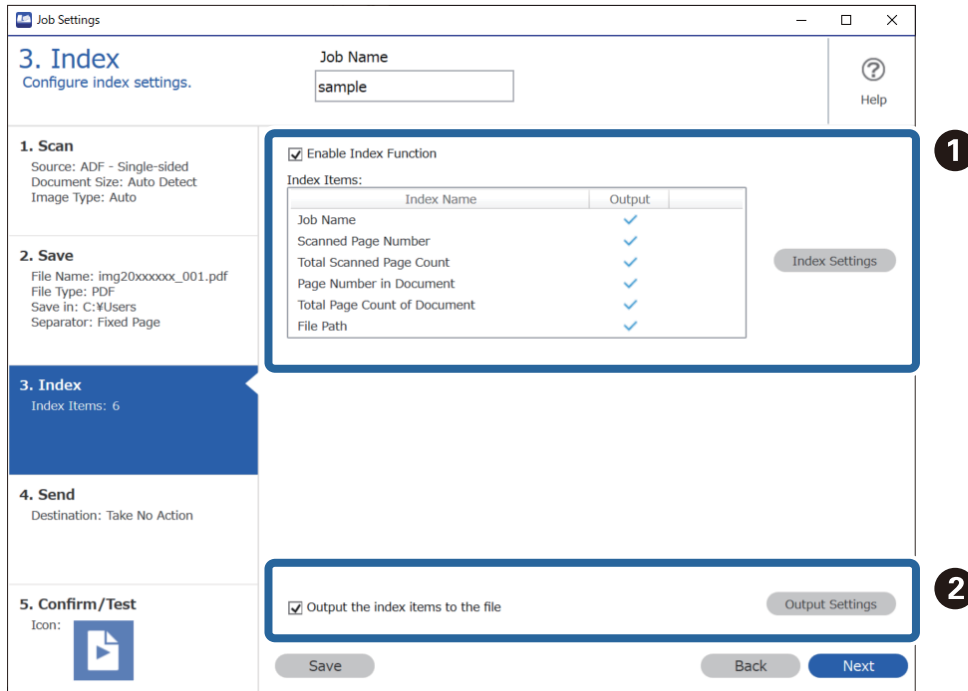 Job Settings
3. Index
Configure index settings.
Job Name
sample
?
Help
1. Scan
Source: ADF - Single-sided
Document Size: Auto Detect
Image Type: Auto
2. Save
File Name: img20xxxxxx_001.pdf
File Type: PDF
Save in: C:¥Users
Separator: Fixed Page
3. Index
Index Items: 6
4. Send
Destination: Take No Action
5. Confirm/Test
Icon:
1
Enable Index Function
Index Items:
Index Name Output
Job Name
Scanned Page Number
Total Scanned Page Count
Page Number in Document
Total Page Count of Document
File Path
Index Settings
2
Output the index items to the file
Output Settings
Save
Back
Next